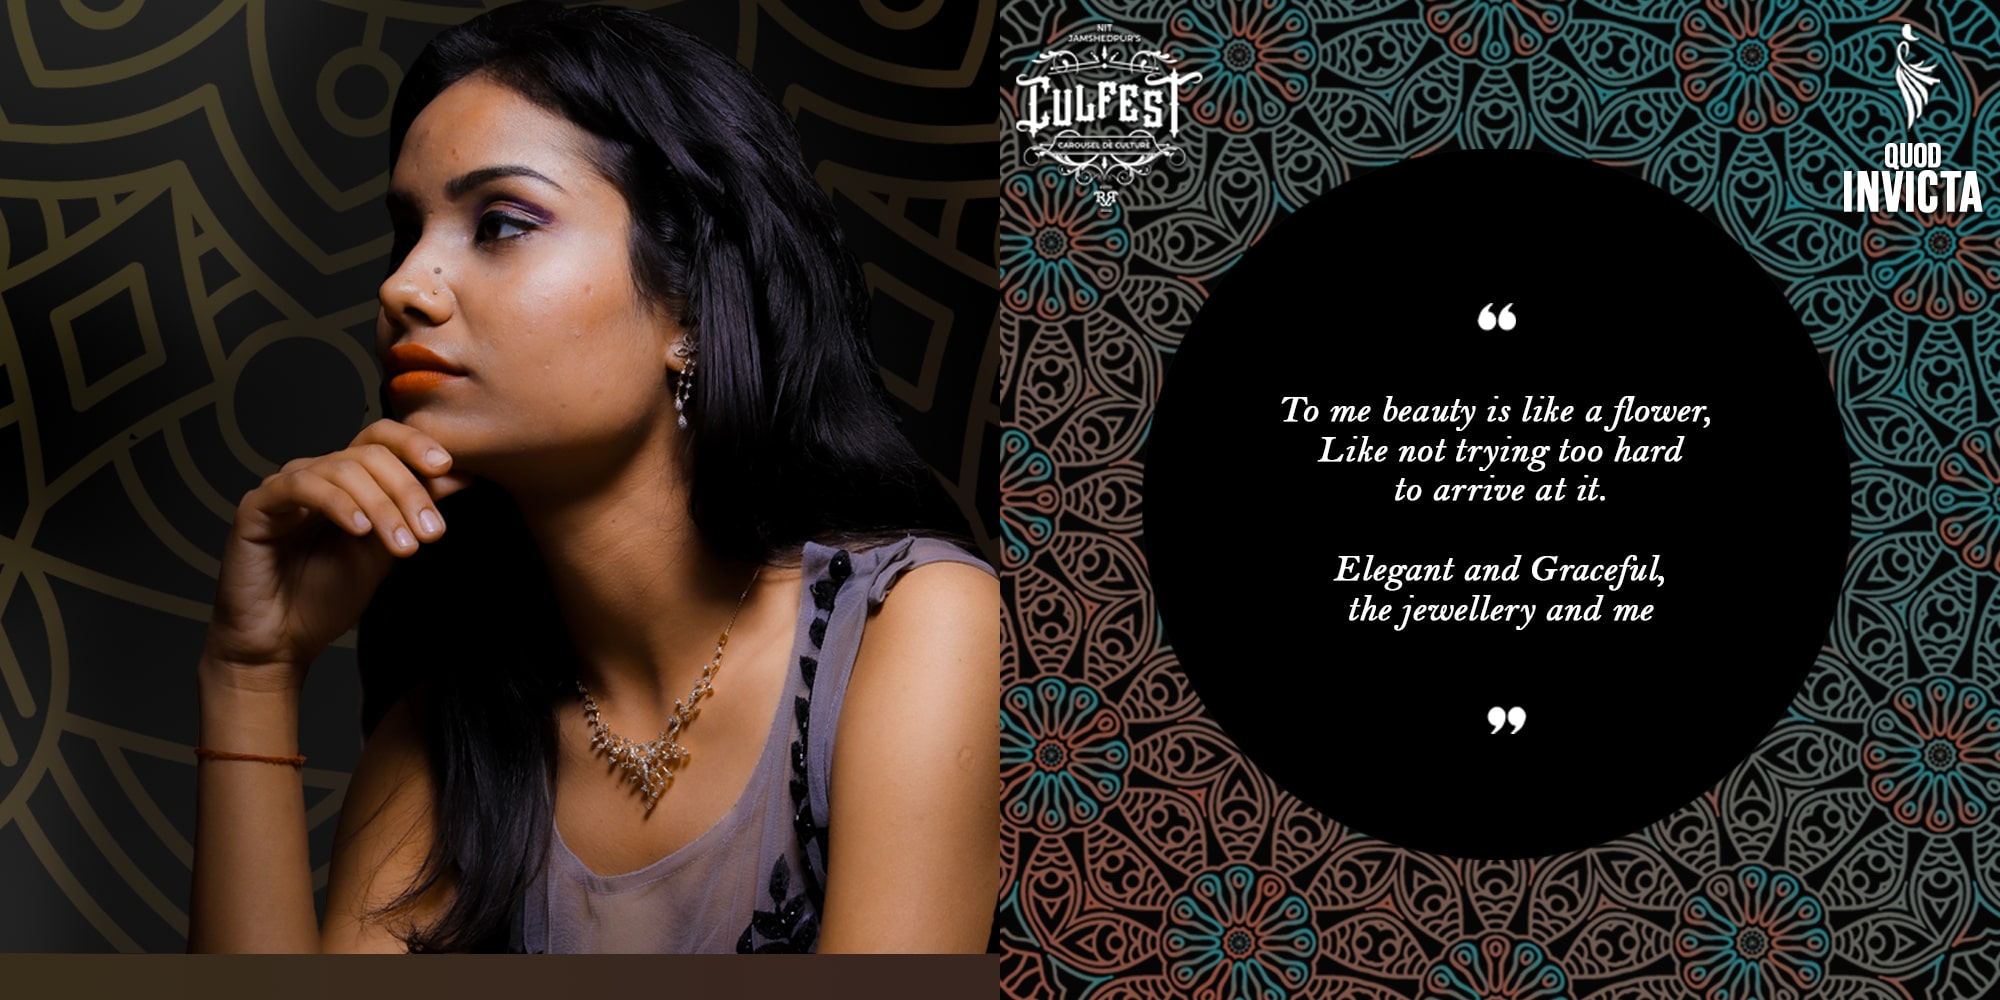 NIT
JAMSHEDPUR'S
CULFEST
CAROUSEL DE CULTURE
QUOD
INVICTA
“
To me beauty is like a flower,
Like not trying too hard
to arrive at it.
Elegant and Graceful,
the jewellery and me
”